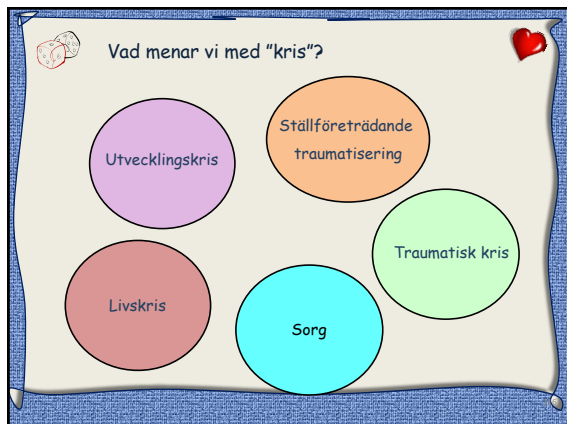 Vad menar vi med ”kris”?
Ställföreträdande
traumatisering
Utvecklingskris
Traumatisk kris
Livskris
Sorg